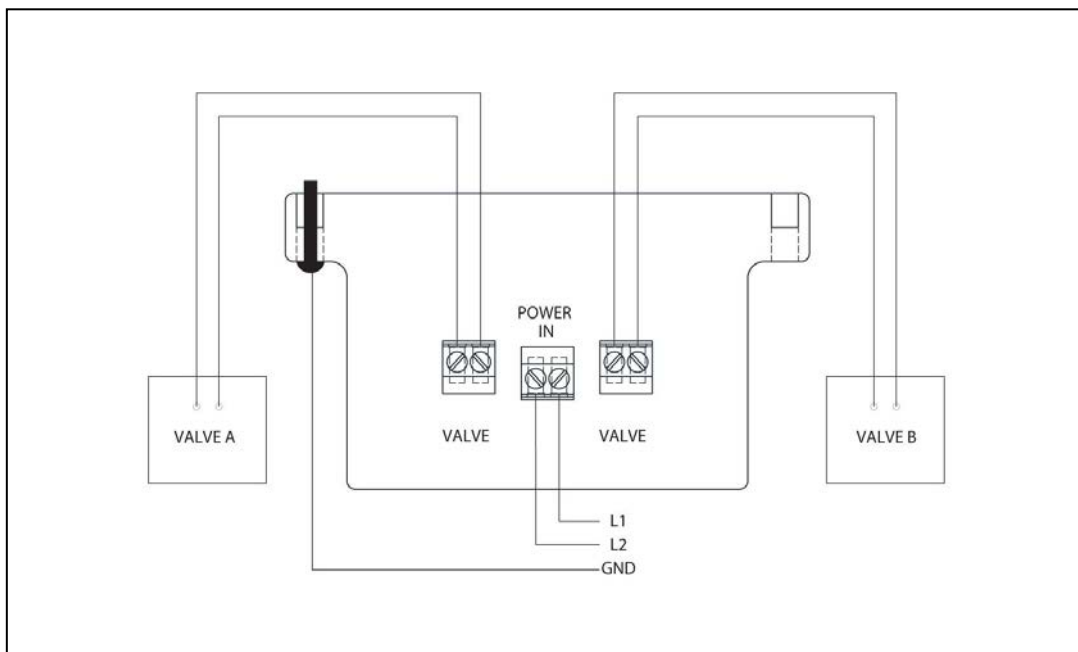 POWER
IN
VALVE A
VALVE
VALVE
VALVE B
L1
L2
GND